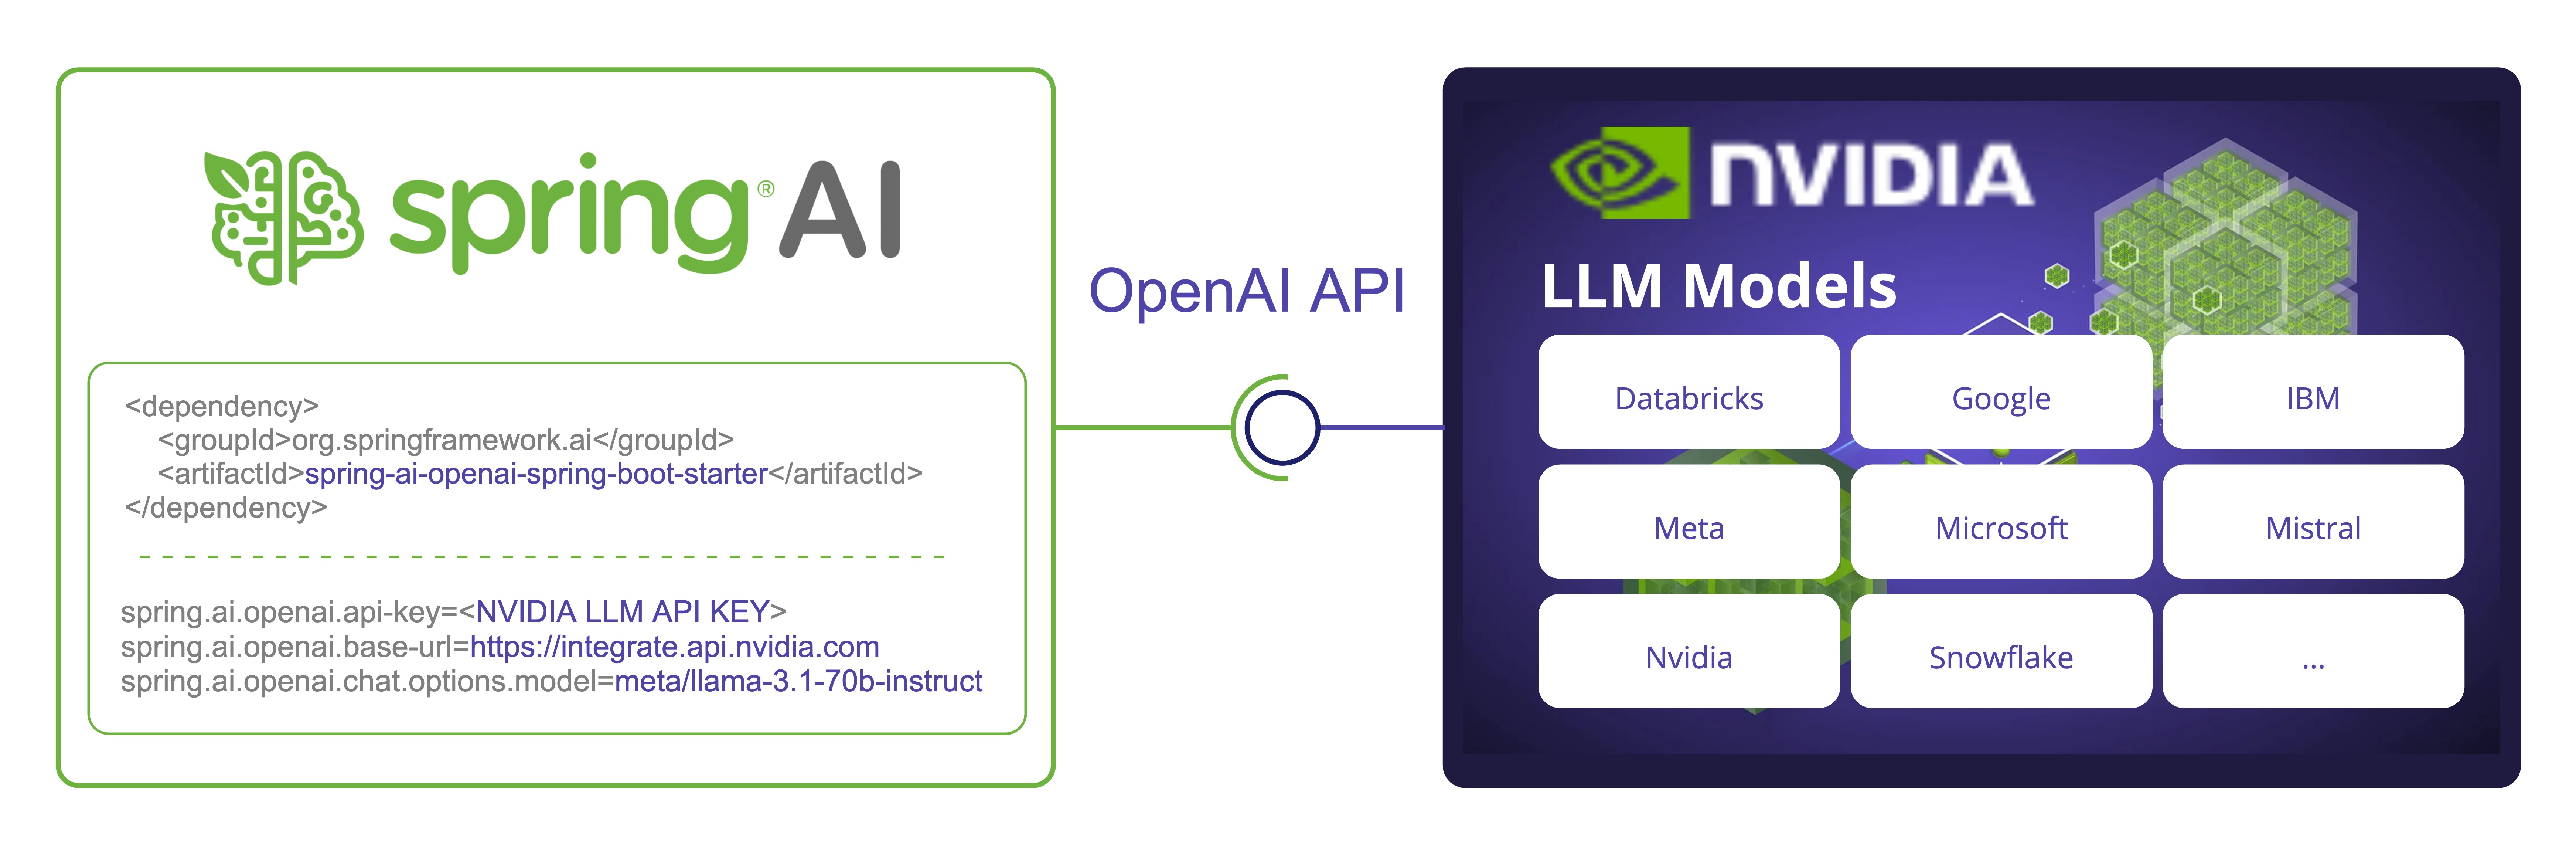 spring® AI
<dependency>
<groupId>org.springframework.ai</groupId>
<artifactId>spring-ai-openai-spring-boot-starter</artifactId>
</dependency>
spring.ai.openai.api-key=<NVIDIA LLM API KEY>
spring.ai.openai.base-url=https://integrate.api.nvidia.com
spring.ai.openai.chat.options.model=meta/llama-3.1-70b-instruct
OpenAI API
NVIDIA
LLM Models
Databricks
Google
IBM
Meta
Microsoft
Mistral
Nvidia
Snowflake
...